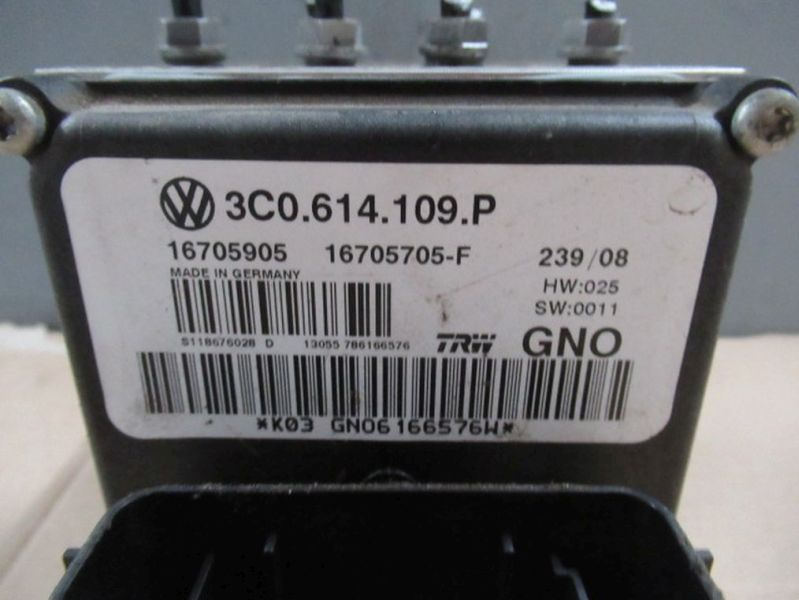 3C0.614.109.P
16705905 16705705-F 239/08
MADE IN GERMANY HW:025
SW:0011
S118676028 D 13055 786166576 TRW GNO
*K03 GNO6166576W*